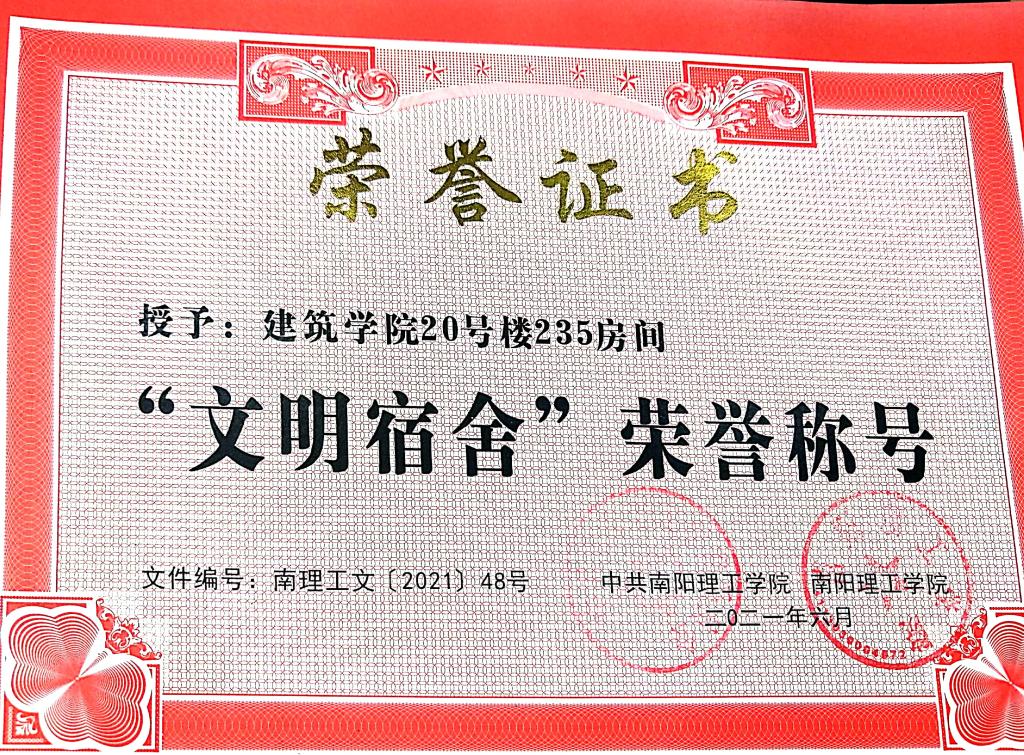 荣誉证书
授予：建筑学院20号楼235房间
“文明宿舍”荣誉称号
文件编号：南理工文〔2021〕48号
中共南阳理工学院 南阳理工学院
二0二一年六月